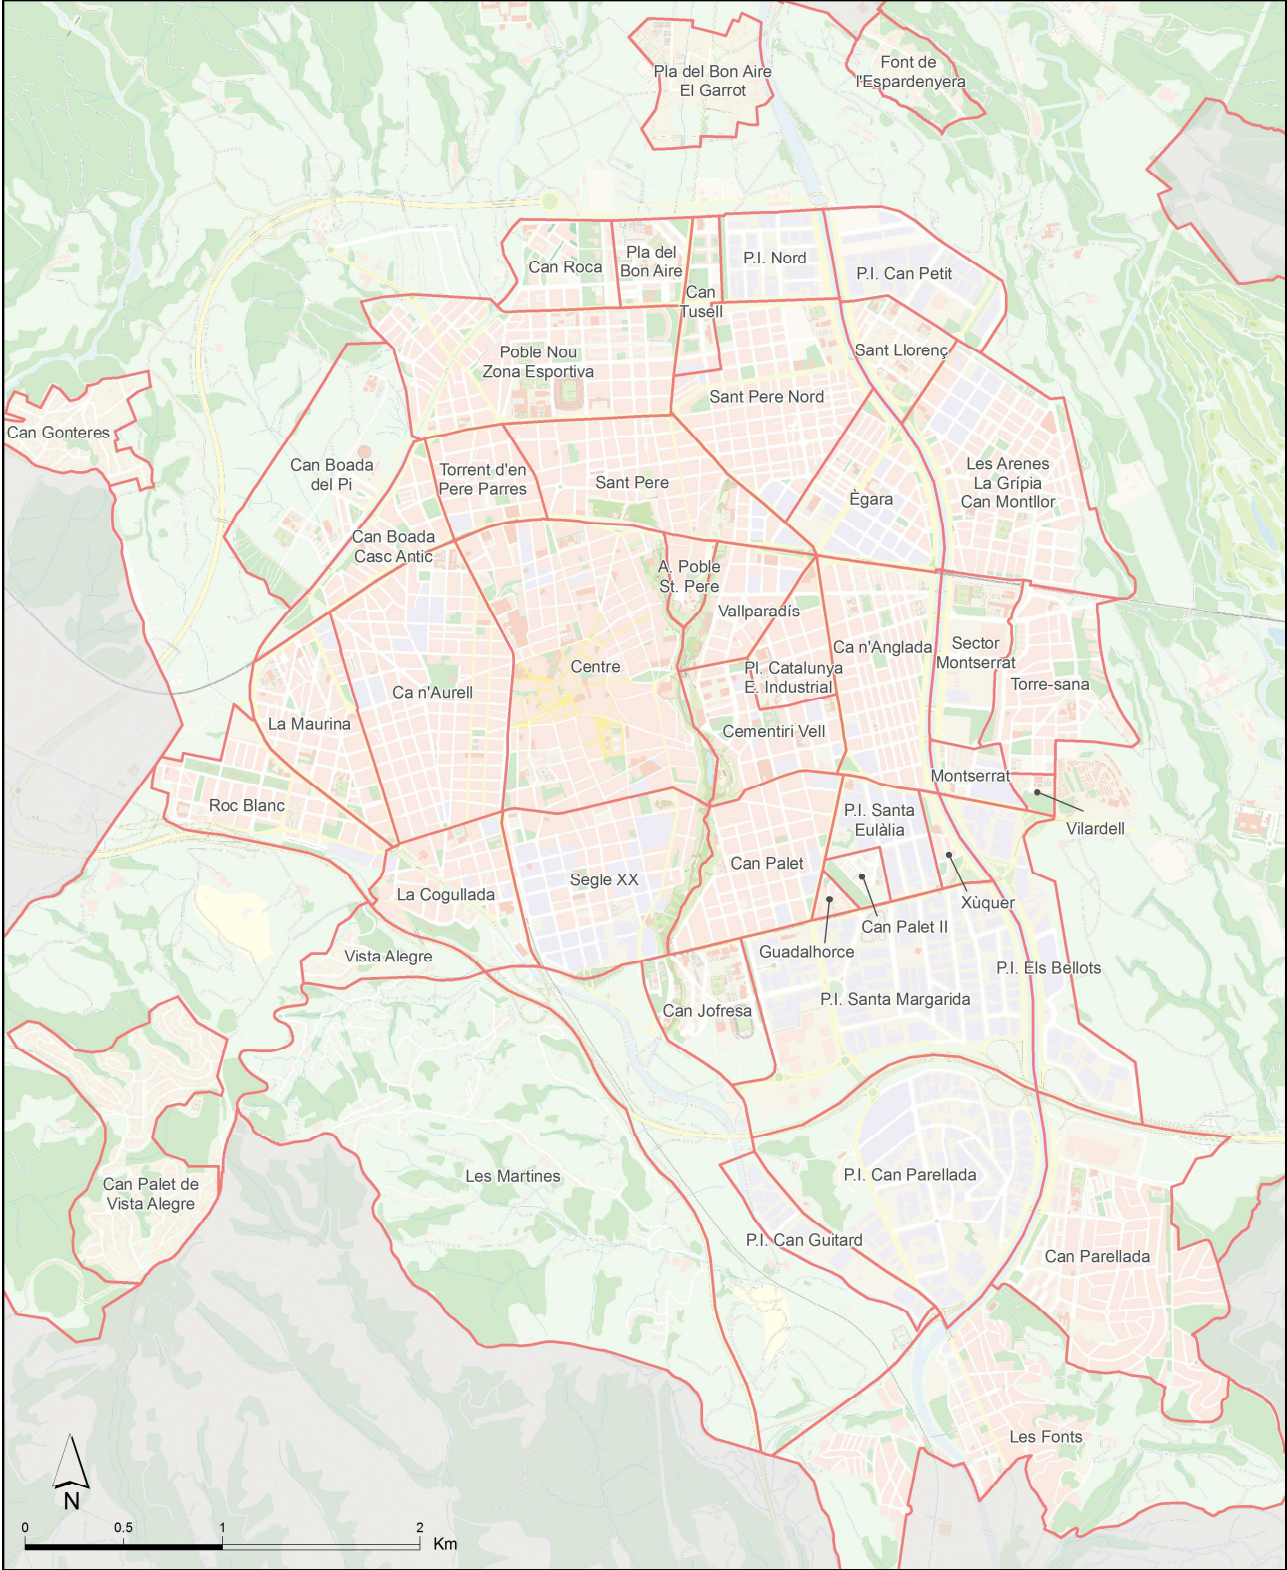 Pla del Bon Aire
El Garrot
Font de
l'Espardenyera
Can Roca
Pla del
Bon Aire
P.I. Nord
P.I. Can Petit
Can
Tusell
Poble Nou
Zona Esportiva
Sant Llorenç
Sant Pere Nord
Can Gonteres
Can Boada
del Pi
Torrent d'en
Pere Parres
Sant Pere
Ègara
Les Arenes
La Grípia
Can Montllor
Can Boada
Casc Antic
A. Poble
St. Pere
Vallparadís
Centre
Pl. Catalunya
E. Industrial
Ca n'Anglada
Sector
Montserrat
Torre-sana
Ca n'Aurell
La Maurina
Cementiri Vell
Montserrat
Roc Blanc
P.I. Santa
Eulàlia
Vilardell
Can Palet
Segle XX
La Cogullada
Xùquer
Can Palet II
Guadalhorce
Vista Alegre
P.I. Els Bellots
P.I. Santa Margarida
Can Jofresa
Les Martines
P.I. Can Parellada
Can Palet de
Vista Alegre
P.I. Can Guitard
Can Parellada
Les Fonts
N
0 0.5 1 2
Km